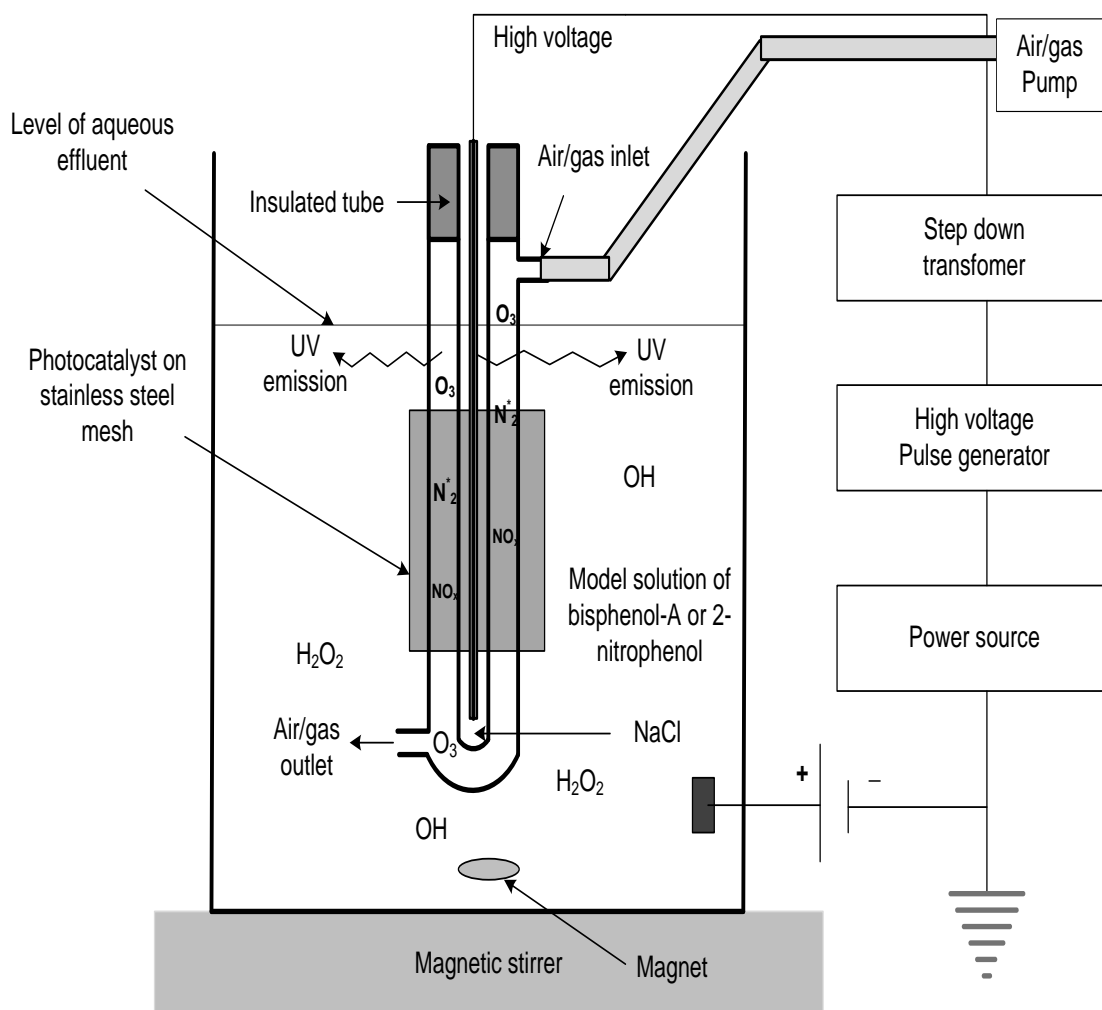 High voltage
Air/gas
Pump
Level of aqueous
effluent
Air/gas inlet
Insulated tube
Step down
transfomer
O₃
UV
emission
UV
emission
Photocatalyst on
stainless steel
mesh
O₃
N*₂
High voltage
Pulse generator
OH
N*₂
NOₓ
NOₓ
Model solution of
bisphenol-A or 2-
nitrophenol
Power source
H₂O₂
Air/gas
outlet
O₃
NaCl
H₂O₂
+
–
OH
Magnetic stirrer
Magnet